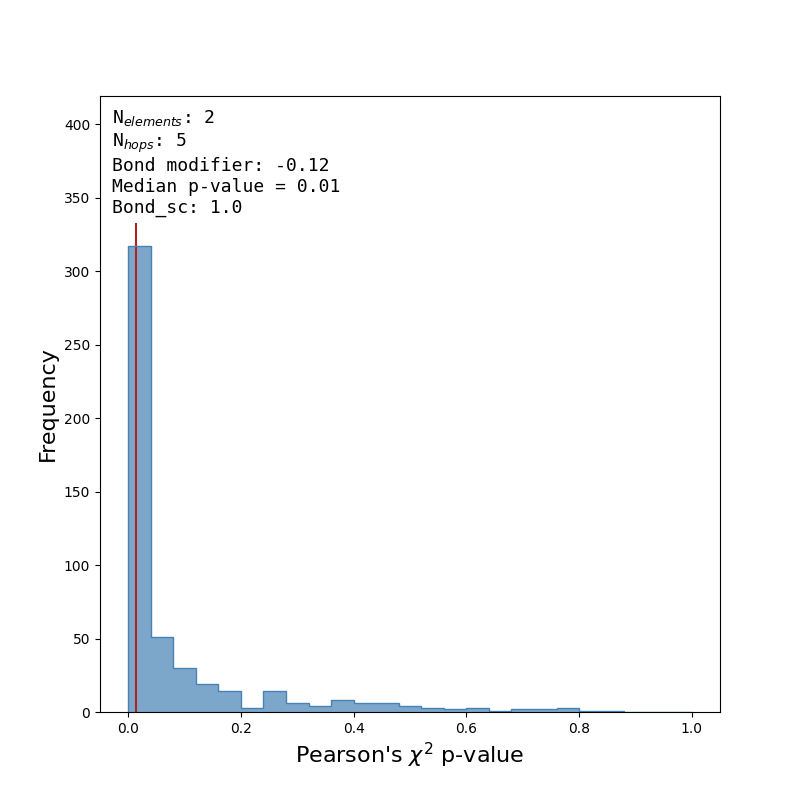 N_elements: 2
N_hops: 5
Bond modifier: -0.12
Median p-value = 0.01
Bond_sc: 1.0
400
350
300
250
200
150
100
50
0
Frequency
0.0 0.2 0.4 0.6 0.8 1.0
Pearson's χ² p-value